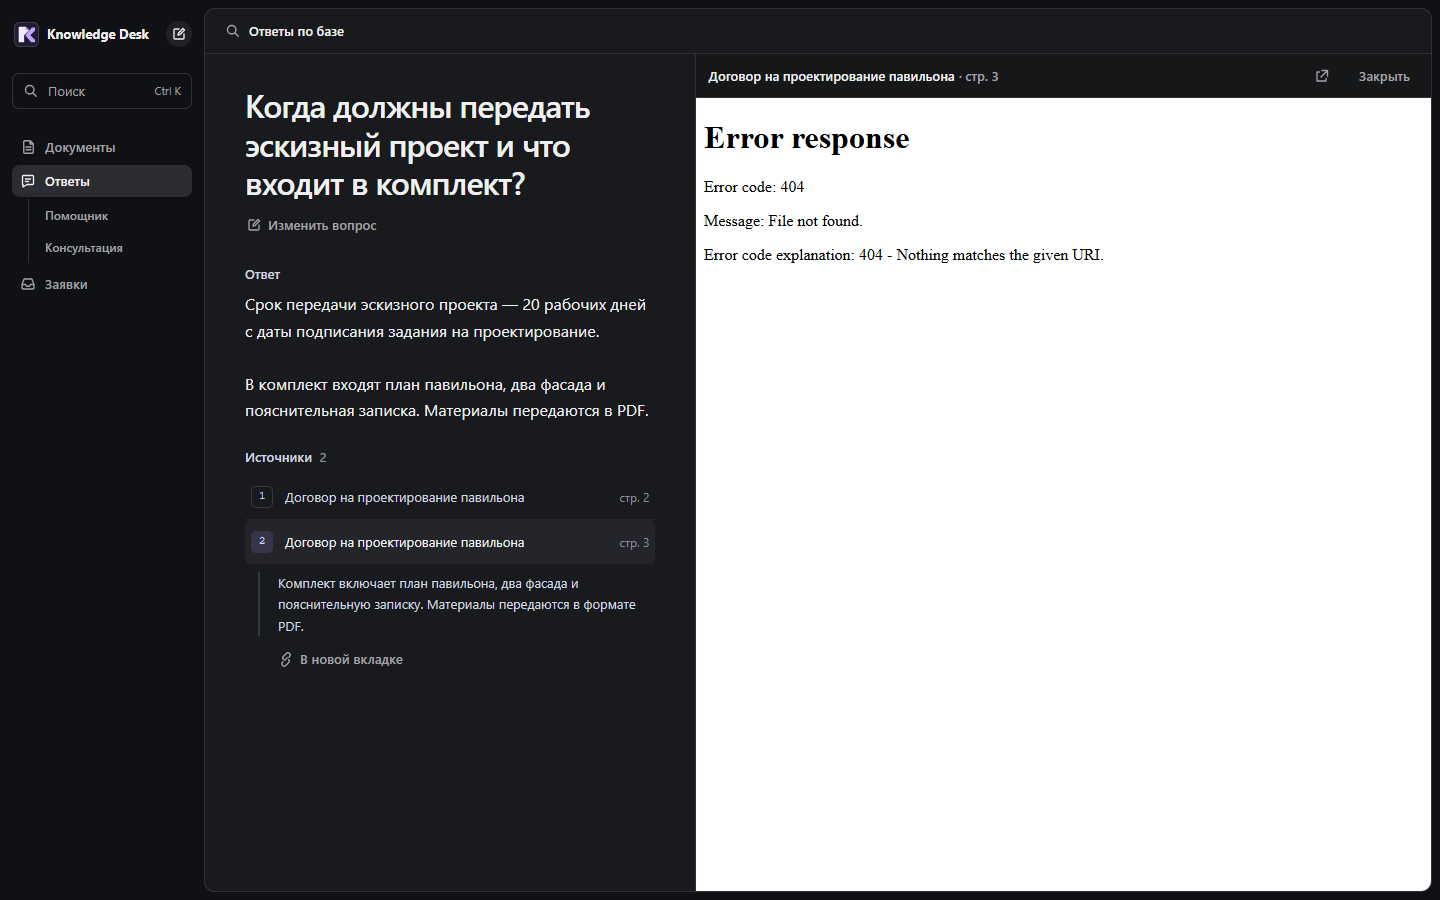 Knowledge Desk
Поиск
Ctrl K
Документы
Ответы
Помощник
Консультация
Заявки
Ответы по базе
Когда должны передать
эскизный проект и что
входит в комплект?
Изменить вопрос
Ответ
Срок передачи эскизного проекта — 20 рабочих дней
с даты подписания задания на проектирование.
В комплект входят план павильона, два фасада и
пояснительная записка. Материалы передаются в PDF.
Источники 2
1 Договор на проектирование павильона стр. 2
2 Договор на проектирование павильона стр. 3
Комплект включает план павильона, два фасада и
пояснительную записку. Материалы передаются в формате
PDF.
В новой вкладке
Договор на проектирование павильона · стр. 3
Закрыть
Error response
Error code: 404
Message: File not found.
Error code explanation: 404 - Nothing matches the given URI.